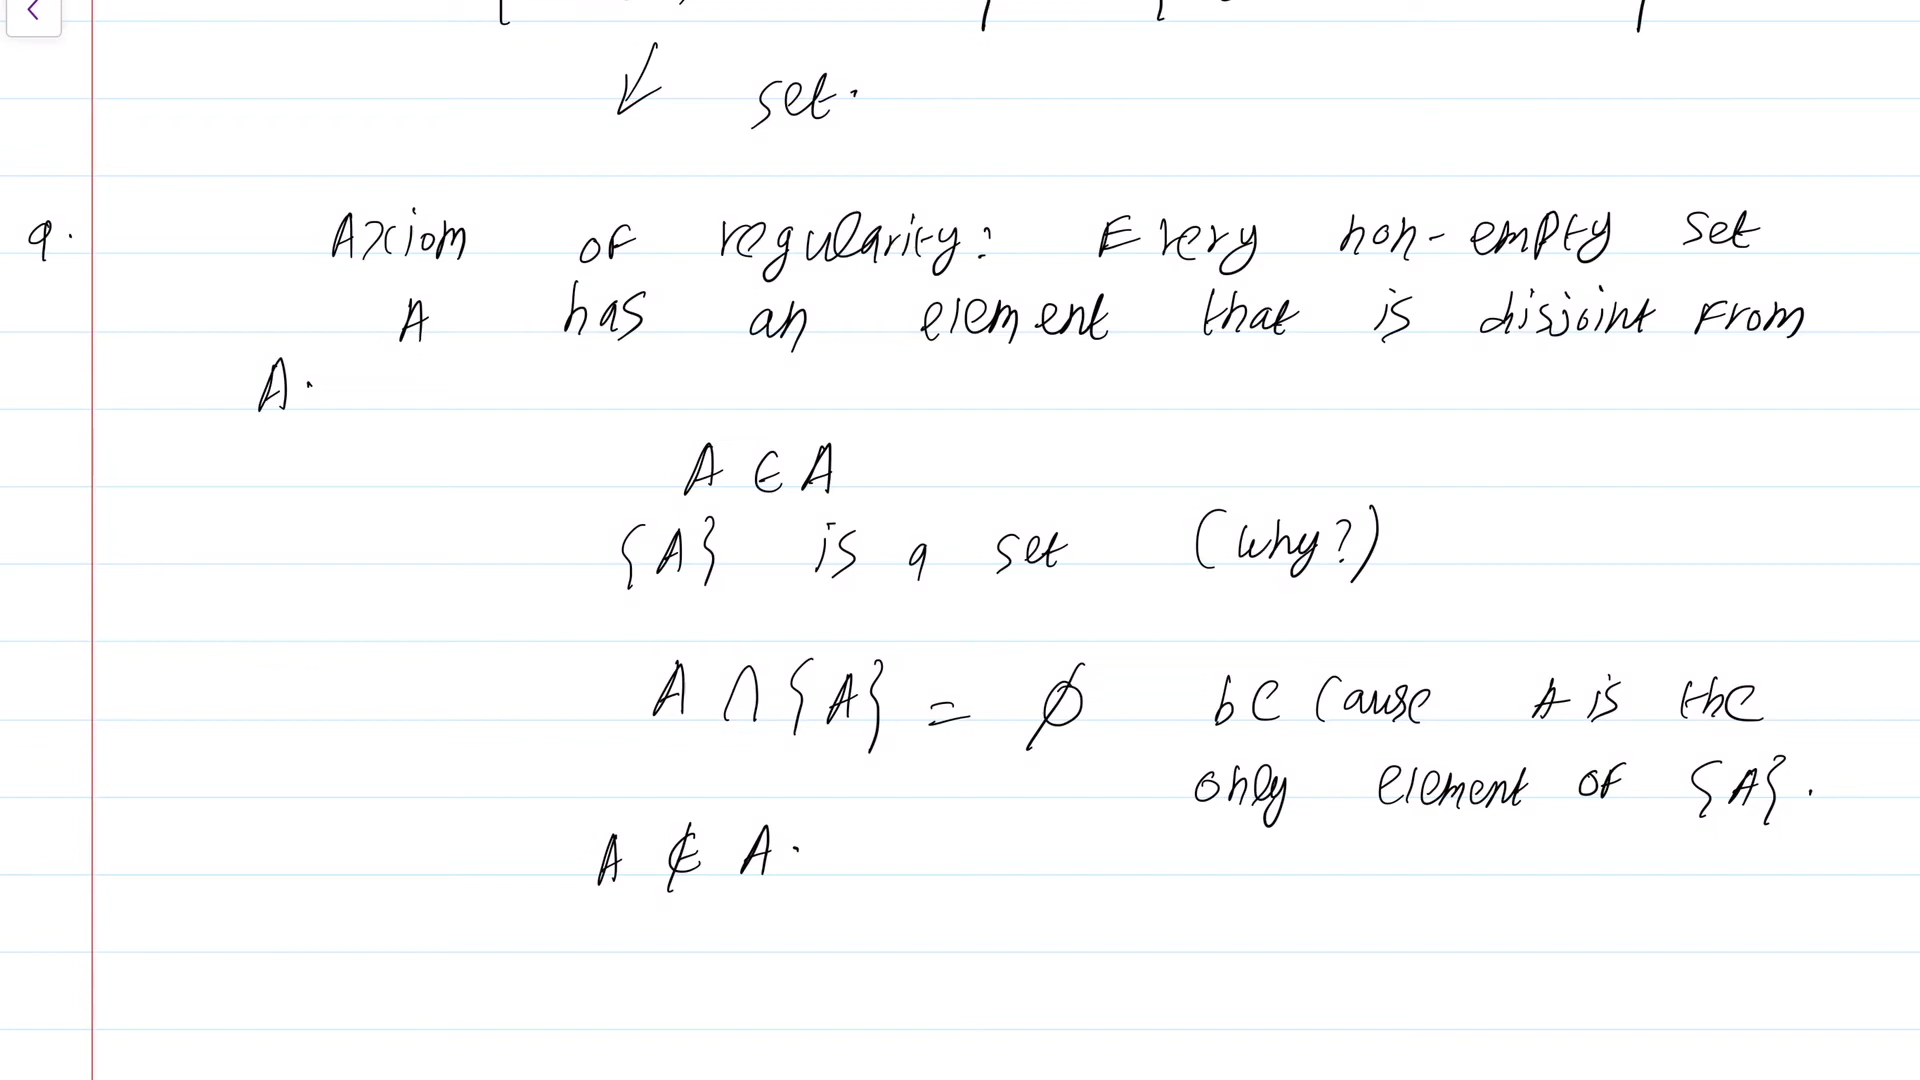 set.
9. Axiom of regularity: Every non-empty set
A has an element that is disjoint from
A.
A ∈ A
{A} is a set (why?)
A ∩ {A} = ∅ because A is the
only element of {A}.
A ∉ A.